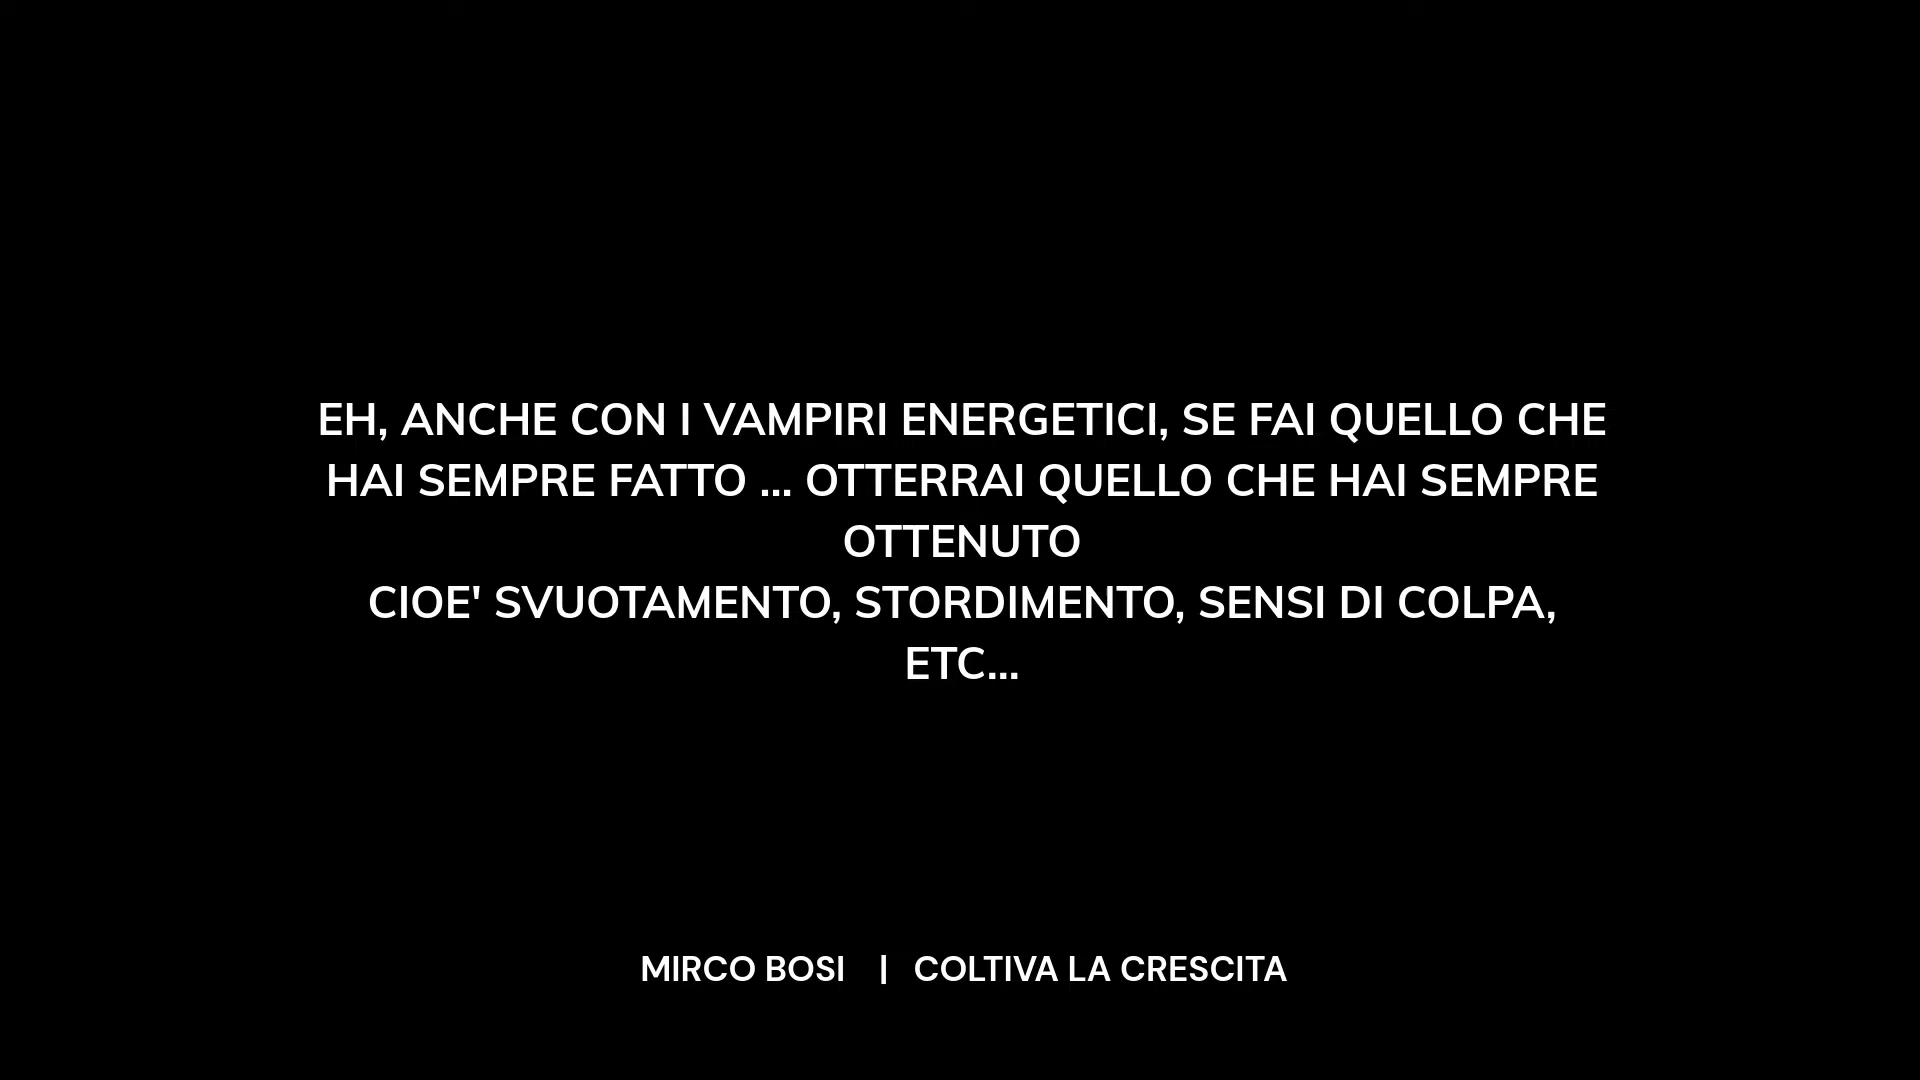 EH, ANCHE CON I VAMPIRI ENERGETICI, SE FAI QUELLO CHE
HAI SEMPRE FATTO ... OTTERRAI QUELLO CHE HAI SEMPRE
OTTENUTO
CIOE' SVUOTAMENTO, STORDIMENTO, SENSI DI COLPA,
ETC...
MIRCO BOSI | COLTIVA LA CRESCITA